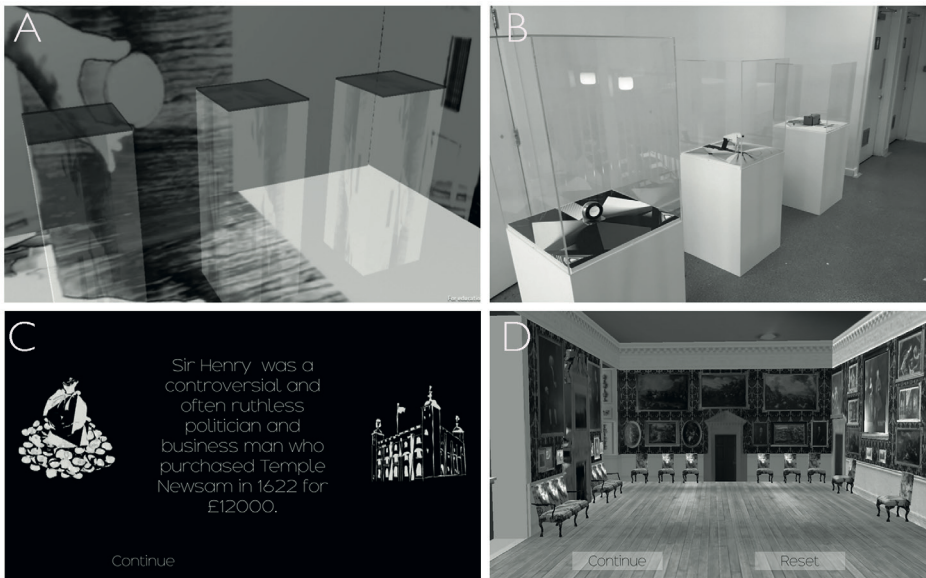 A
B
C
Sir Henry was a
controversial and
often ruthless
politician and
business man who
purchased Temple
Newsam in 1622 for
£12000.
Continue
D
Continue
Reset